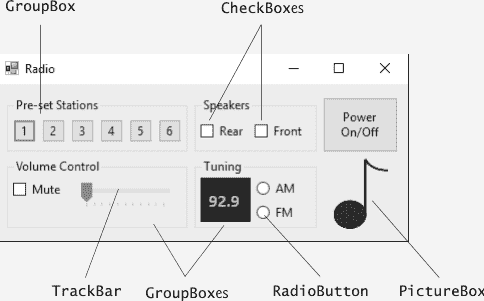 GroupBox CheckBoxes
Radio
Pre-set Stations Speakers Power On/Off
1 2 3 4 5 6 Rear Front
Volume Control Tuning
Mute 92.9 AM
FM
TrackBar GroupBoxes RadioButton PictureBox